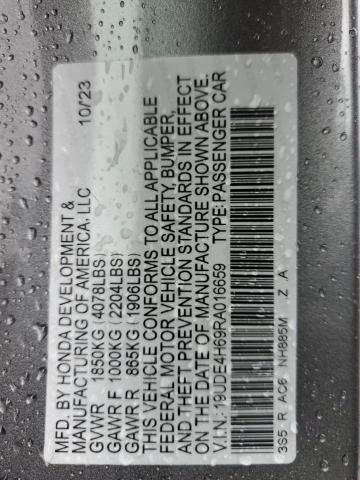 MFD. BY HONDA DEVELOPMENT &
MANUFACTURING OF AMERICA, LLC 10/23
GVWR 1850KG (4078LBS)
GAWR F 1000KG (2204LBS)
GAWR R 865KG (1906LBS)
THIS VEHICLE CONFORMS TO ALL APPLICABLE
FEDERAL MOTOR VEHICLE SAFETY, BUMPER,
AND THEFT PREVENTION STANDARDS IN EFFECT
ON THE DATE OF MANUFACTURE SHOWN ABOVE.
V.I.N: 19UDE4H69RA016659 TYPE: PASSENGER CAR
3S5 R AC6 NH885M Z A